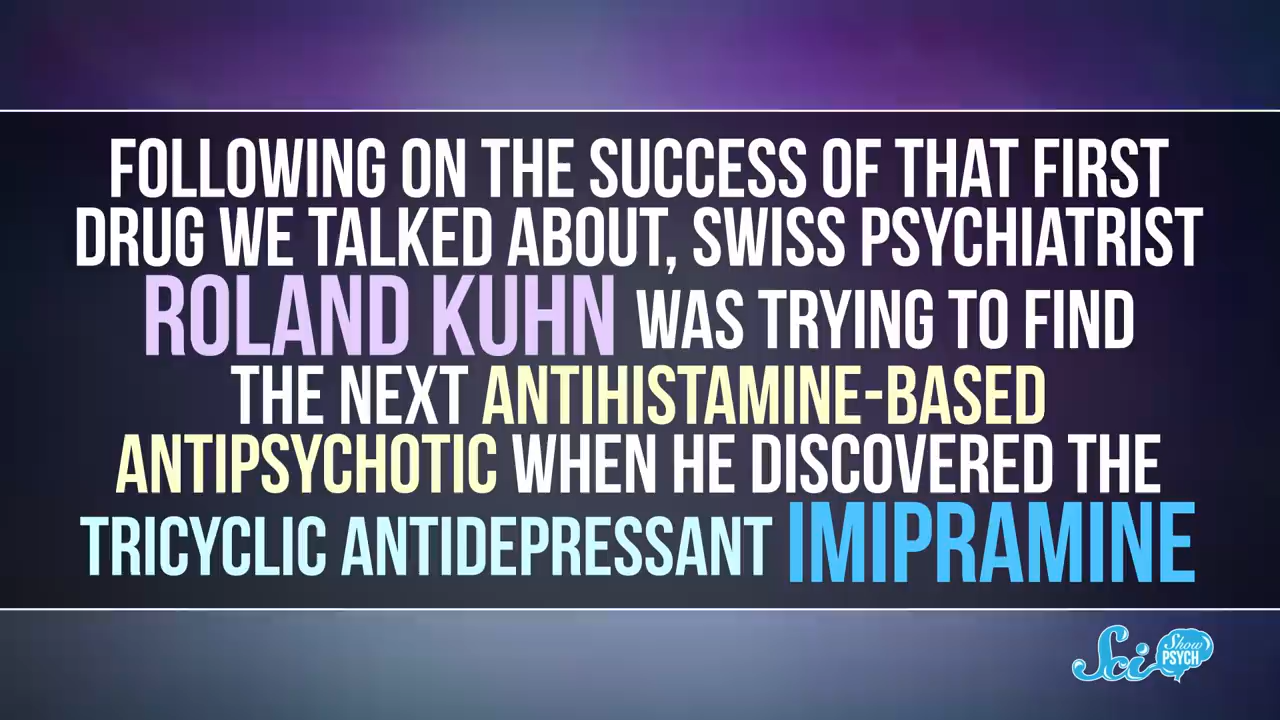 FOLLOWING ON THE SUCCESS OF THAT FIRST
DRUG WE TALKED ABOUT, SWISS PSYCHIATRIST
ROLAND KUHN WAS TRYING TO FIND
THE NEXT ANTIHISTAMINE-BASED
ANTIPSYCHOTIC WHEN HE DISCOVERED THE
TRICYCLIC ANTIDEPRESSANT IMIPRAMINE
Sci Show
PSYCH